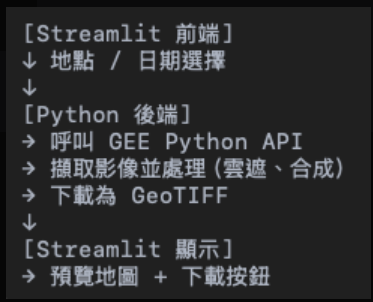 [Streamlit 前端]
↓ 地點 / 日期選擇
↓
[Python 後端]
→ 呼叫 GEE Python API
→ 擷取影像並處理(雲遮、合成)
→ 下載為 GeoTIFF
↓
[Streamlit 顯示]
→ 預覽地圖 + 下載按鈕